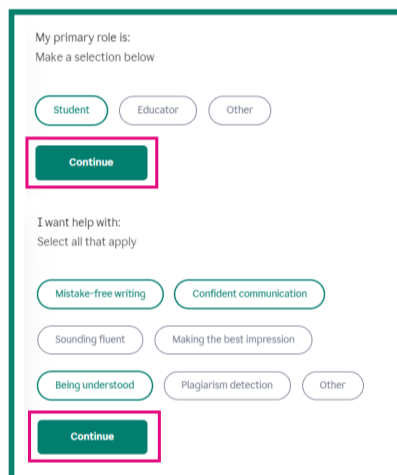 My primary role is:
Make a selection below
Student Educator Other
Continue
I want help with:
Select all that apply
Mistake-free writing Confident communication
Sounding fluent Making the best impression
Being understood Plagiarism detection Other
Continue